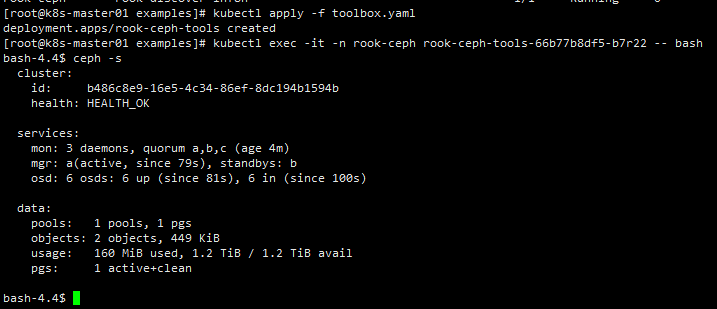 [root@k8s-master01 examples]# kubectl apply -f toolbox.yaml
deployment.apps/rook-ceph-tools created
[root@k8s-master01 examples]# kubectl exec -it -n rook-ceph rook-ceph-tools-66b77b8df5-b7r22 -- bash
bash-4.4$ ceph -s
cluster:
id: b486c8e9-16e5-4c34-86ef-8dc194b1594b
health: HEALTH_OK
services:
mon: 3 daemons, quorum a,b,c (age 4m)
mgr: a(active, since 79s), standbys: b
osd: 6 osds: 6 up (since 81s), 6 in (since 100s)
data:
pools: 1 pools, 1 pgs
objects: 2 objects, 449 KiB
usage: 160 MiB used, 1.2 TiB / 1.2 TiB avail
pgs: 1 active+clean
bash-4.4$